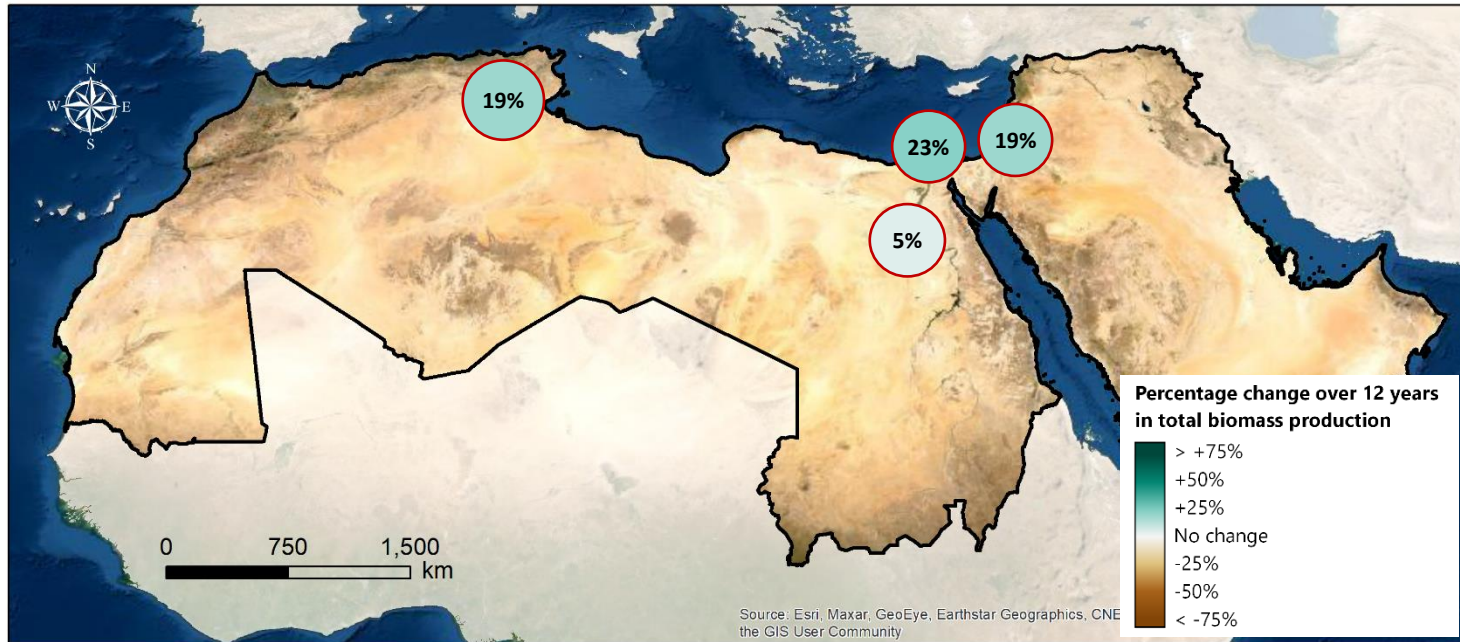 N
W E
S
19%
23%
19%
5%
Percentage change over 12 years
in total biomass production
> +75%
+50%
+25%
No change
-25%
-50%
< -75%
0 750 1,500
km
Source: Esri, Maxar, GeoEye, Earthstar Geographics, CNE
the GIS User Community